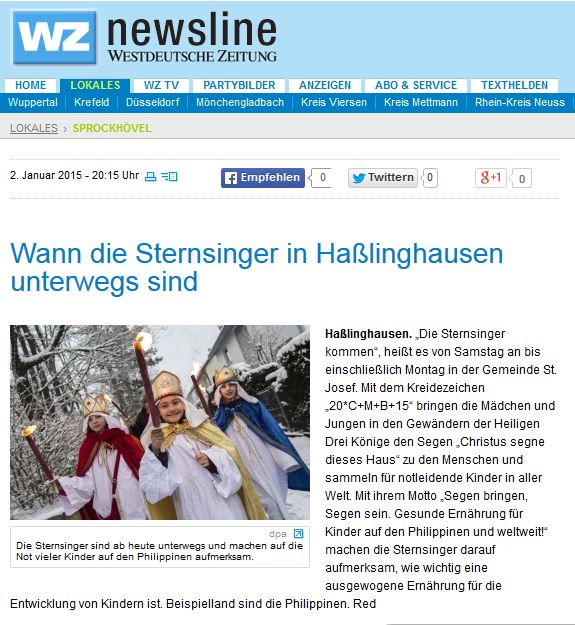 WZ newsline
WESTDEUTSCHE ZEITUNG
HOME LOKALES WZ TV PARTYBILDER ANZEIGEN ABO & SERVICE TEXTHELDEN
Wuppertal | Krefeld | Düsseldorf | Mönchengladbach | Kreis Viersen | Kreis Mettmann | Rhein-Kreis Neuss
LOKALES › SPROCKHÖVEL
2. Januar 2015 - 20:15 Uhr Empfehlen 0 Twittern 0 g+1 0
Wann die Sternsinger in Haßlinghausen
unterwegs sind
Haßlinghausen. „Die Sternsinger
kommen“, heißt es von Samstag an bis
einschließlich Montag in der Gemeinde St.
Josef. Mit dem Kreidezeichen
„20*C+M+B+15“ bringen die Mädchen und
Jungen in den Gewändern der Heiligen
Drei Könige den Segen „Christus segne
dieses Haus“ zu den Menschen und
sammeln für notleidende Kinder in aller
Welt. Mit ihrem Motto „Segen bringen,
Segen sein. Gesunde Ernährung für
Kinder auf den Philippinen und weltweit!“
machen die Sternsinger darauf
aufmerksam, wie wichtig eine
ausgewogene Ernährung für die
Entwicklung von Kindern ist. Beispielland sind die Philippinen. Red
dpa
Die Sternsinger sind ab heute unterwegs und machen auf die
Not vieler Kinder auf den Philippinen aufmerksam.